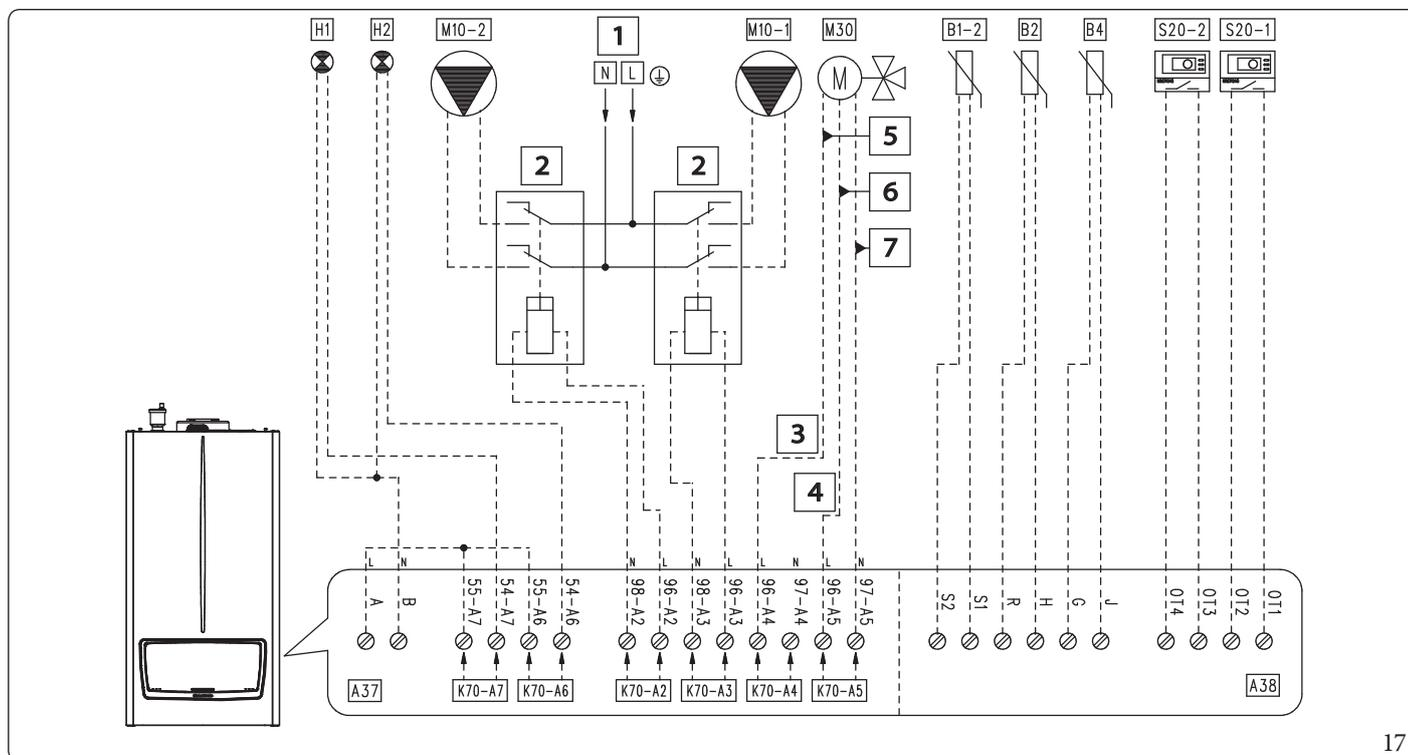 H1 H2 M10-2 1 M10-1 M30 B1-2 B2 B4 S20-2 S20-1
N L
M
5
2 2
6
7
3
4
L N N L N L L N L N
A B 55-A7 54-A7 55-A6 54-A6 98-A2 96-A2 98-A3 96-A3 96-A4 97-A4 96-A5 97-A5 S2 S1 R H G J OT4 OT3 OT2 OT1
A37 K70-A7 K70-A6 K70-A2 K70-A3 K70-A4 K70-A5 A38
17